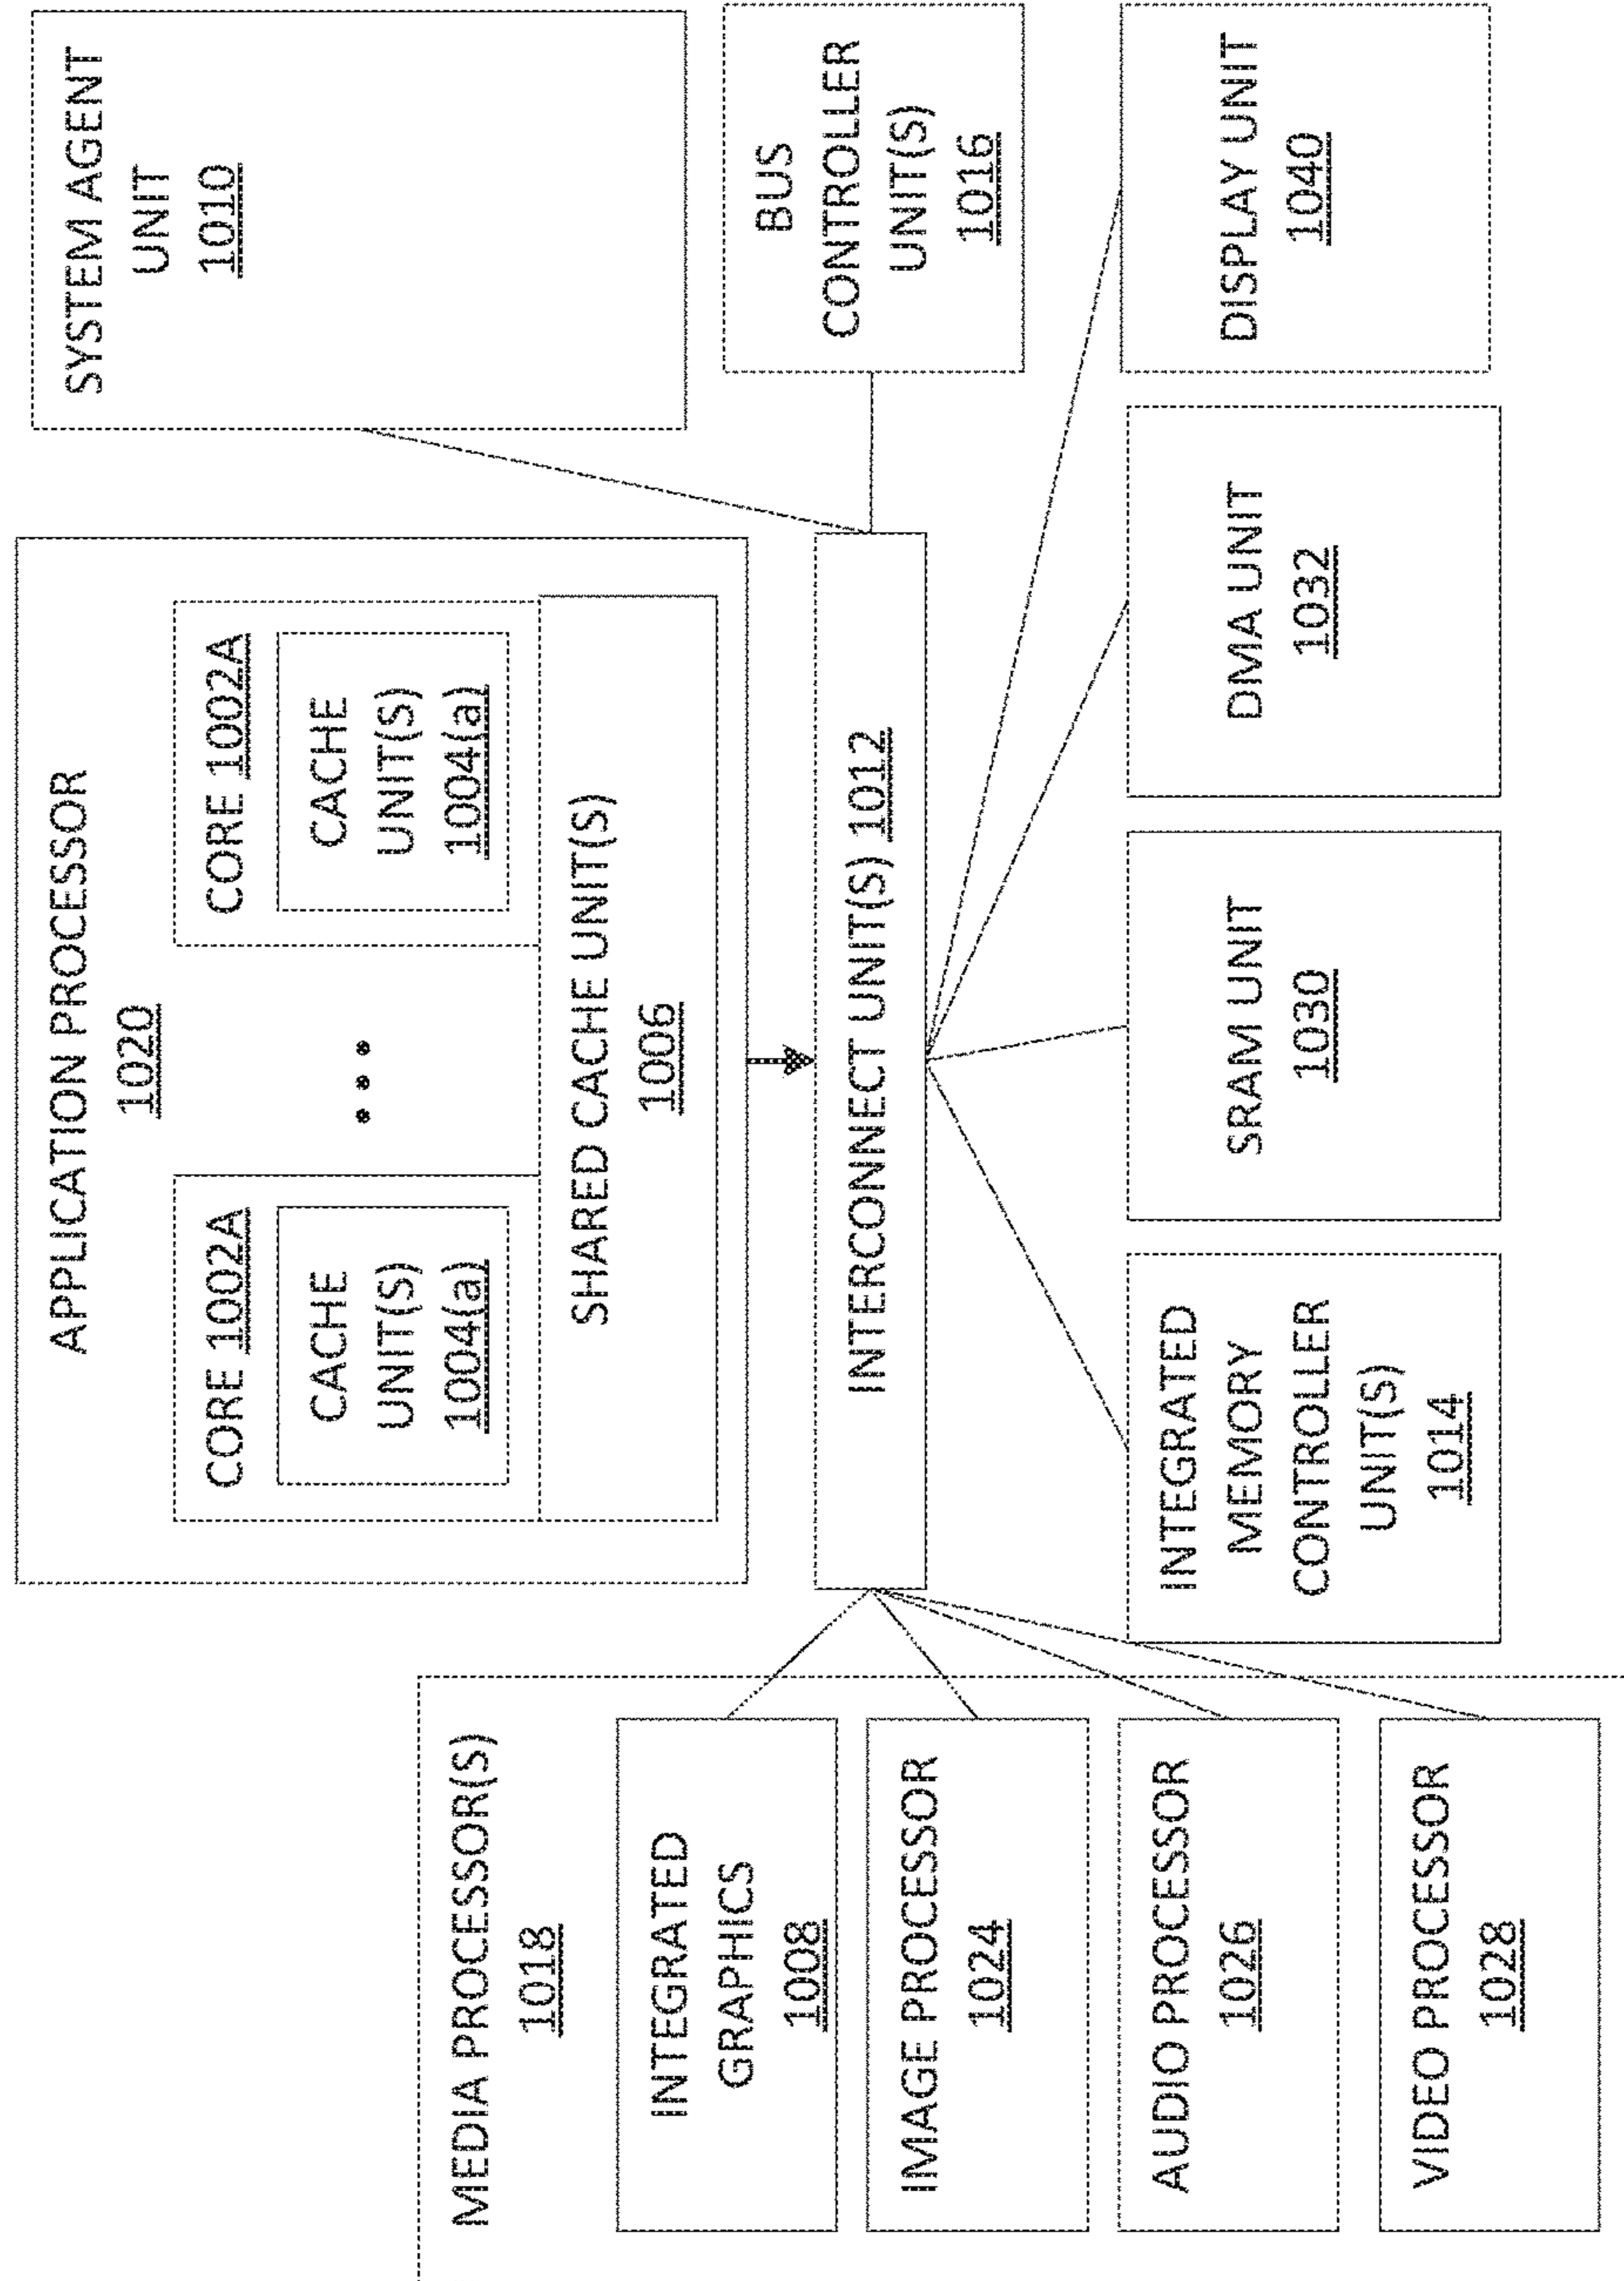 APPLICATION PROCESSOR
1020
CORE 1002A
CACHE
UNIT(S)
1004(a)
CORE 1002A
CACHE
UNIT(S)
1004(a)
SHARED CACHE UNIT(S)
1006
SYSTEM AGENT
UNIT
1010
MEDIA PROCESSOR(S)
1018
INTEGRATED
GRAPHICS
1008
IMAGE PROCESSOR
1024
AUDIO PROCESSOR
1026
VIDEO PROCESSOR
1028
INTERCONNECT UNIT(S) 1012
BUS
CONTROLLER
UNIT(S)
1016
INTEGRATED
MEMORY
CONTROLLER
UNIT(S)
1014
SRAM UNIT
1030
DMA UNIT
1032
DISPLAY UNIT
1040